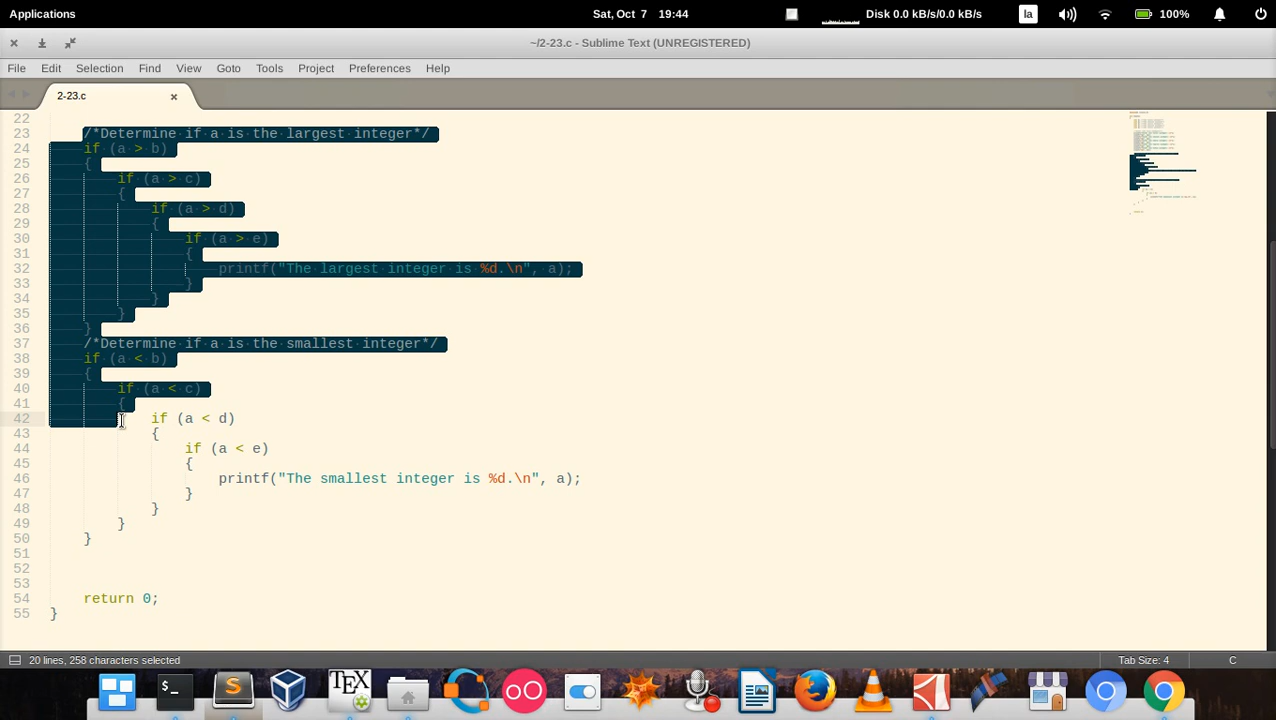 Applications Sat, Oct 7 19:44 Disk 0.0 kB/s/0.0 kB/s la 100%
~/2-23.c - Sublime Text (UNREGISTERED)
File Edit Selection Find View Goto Tools Project Preferences Help
2-23.c
22
23 /*Determine if a is the largest integer*/
24 if (a > b)
25 {
26 if (a > c)
27 {
28 if (a > d)
29 {
30 if (a > e)
31 {
32 printf("The largest integer is %d.\n", a);
33 }
34 }
35 }
36 }
37 /*Determine if a is the smallest integer*/
38 if (a < b)
39 {
40 if (a < c)
41 {
42 if (a < d)
43 {
44 if (a < e)
45 {
46 printf("The smallest integer is %d.\n", a);
47 }
48 }
49 }
50 }
51
52
53
54 return 0;
55 }
20 lines, 258 characters selected Tab Size: 4 C
>_ S TEX